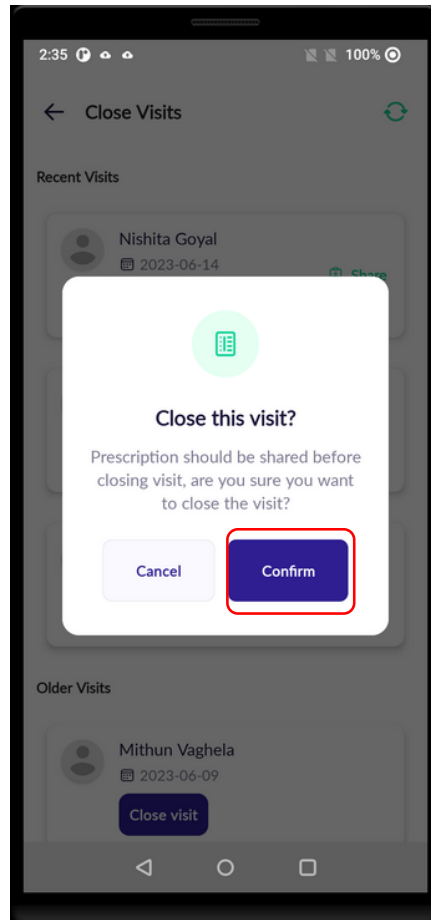 2:35
100%
Close Visits
Recent Visits
Nishita Goyal
2023-06-14
Share
Close this visit?
Prescription should be shared before
closing visit, are you sure you want
to close the visit?
Cancel
Confirm
Older Visits
Mithun Vaghela
2023-06-09
Close visit